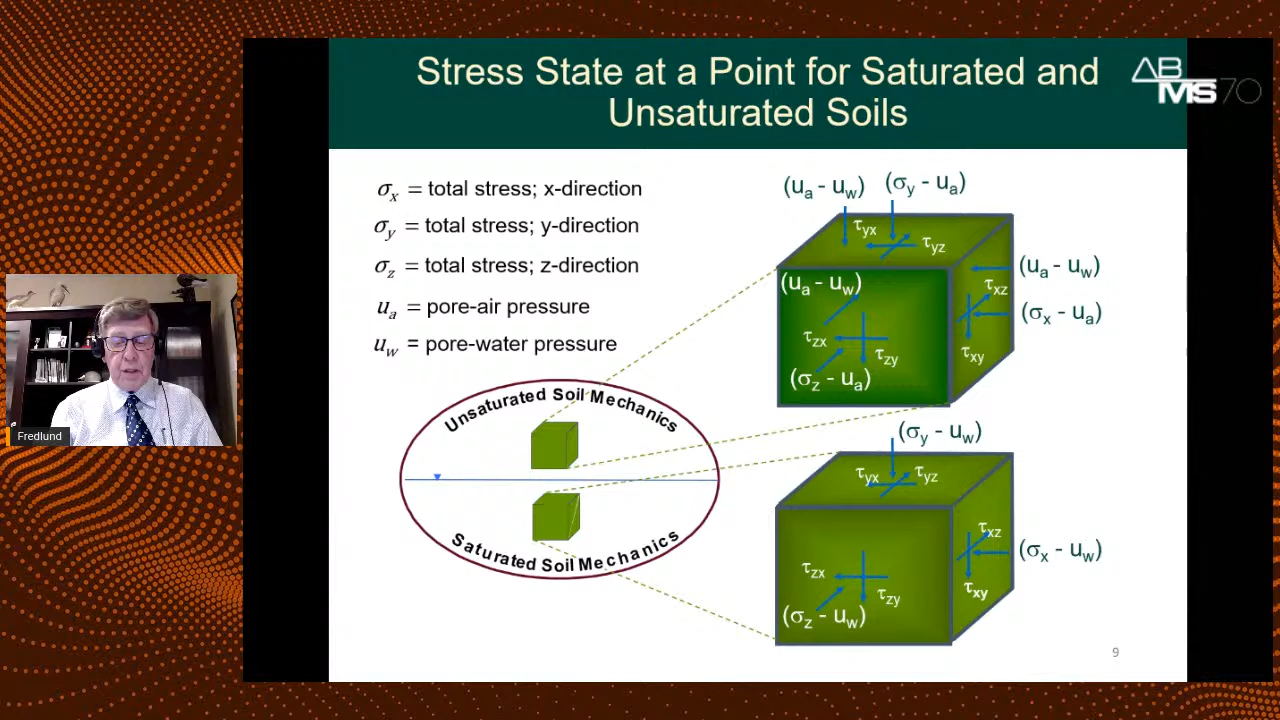 Stress State at a Point for Saturated and
Unsaturated Soils
ABMS70
σx = total stress; x-direction
σy = total stress; y-direction
σz = total stress; z-direction
ua = pore-air pressure
uw = pore-water pressure
Unsaturated Soil Mechanics
Saturated Soil Mechanics
(ua - uw) (σy - ua)
τyx
τyz
(ua - uw)
(ua - uw)
τxz
(σx - ua)
τzx
τzy
τxy
(σz - ua)
(σy - uw)
τyx τyz
τxz
(σx - uw)
τzx
τxy
τzy
(σz - uw)
9
Fredlund